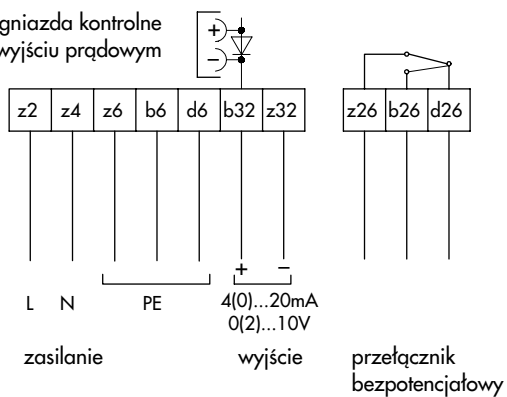 gniazda kontrolne
wyjściu prądowym
+
−
z2 z4 z6 b6 d6 b32 z32
z26 b26 d26
+ −
L N PE 4(0)...20mA
0(2)...10V
zasilanie wyjście przełącznik
bezpotencjałowy